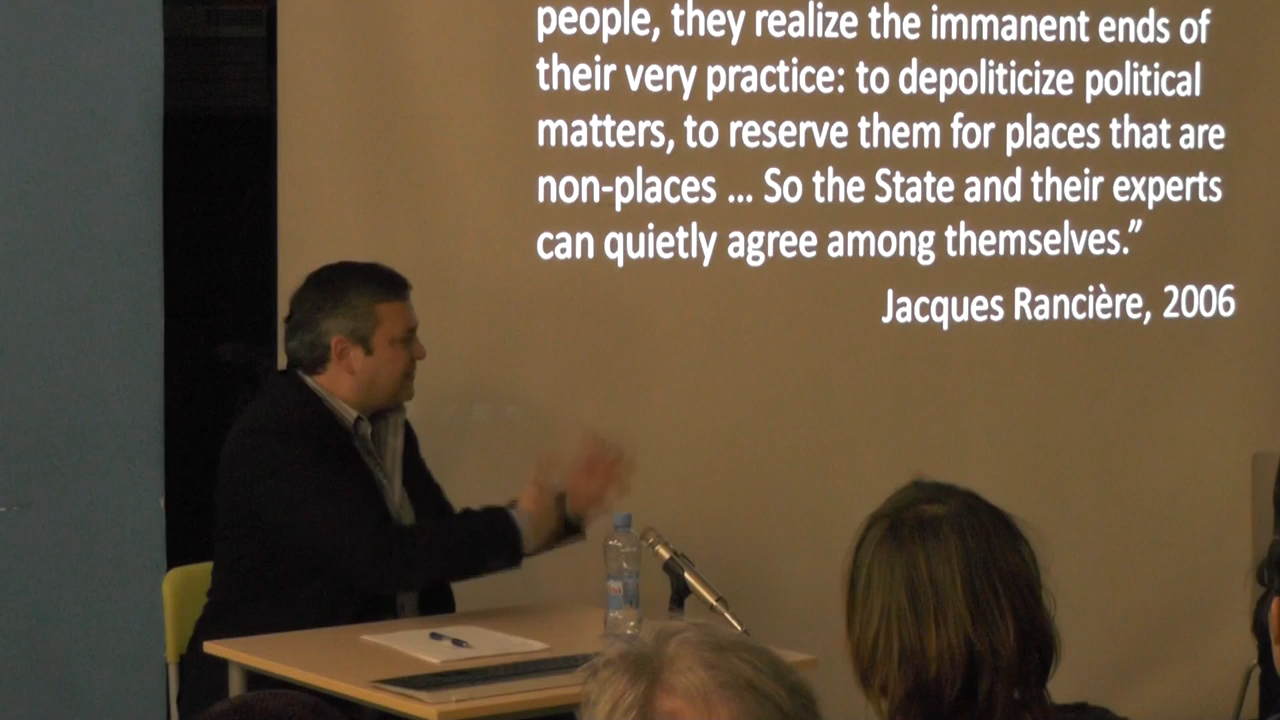 people, they realize the immanent ends of
their very practice: to depoliticize political
matters, to reserve them for places that are
non-places ... So the State and their experts
can quietly agree among themselves.”
Jacques Rancière, 2006